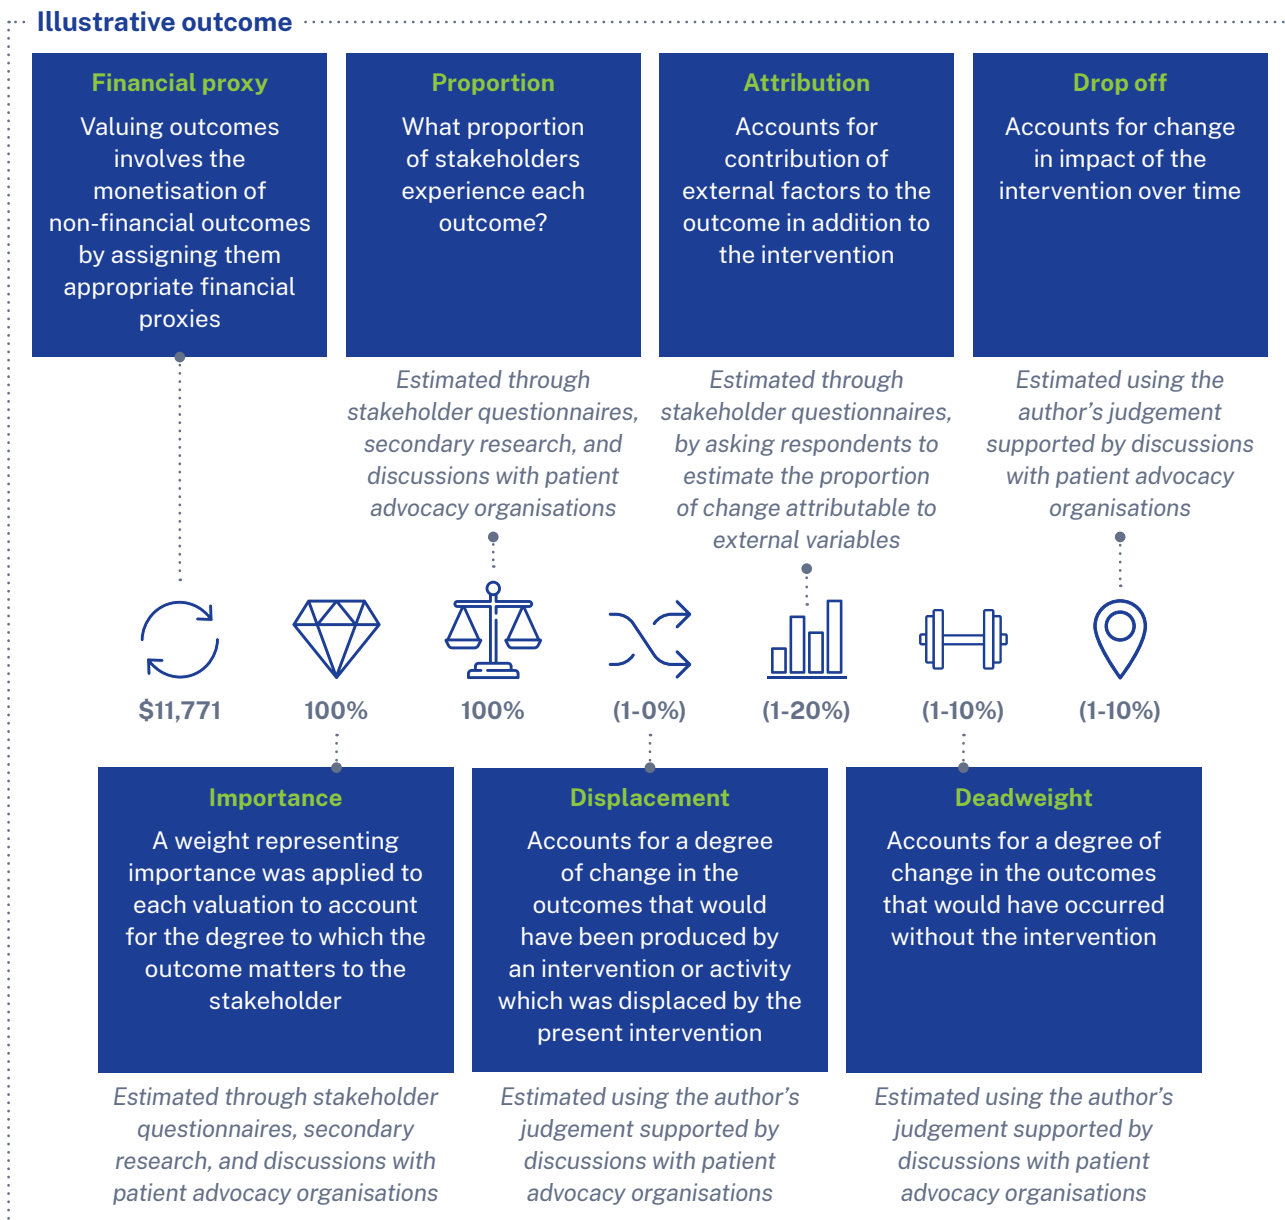 Illustrative outcome
Financial proxy
Valuing outcomes
involves the
monetisation of
non-financial outcomes
by assigning them
appropriate financial
proxies
Proportion
What proportion
of stakeholders
experience each
outcome?
Estimated through
stakeholder questionnaires,
secondary research, and
discussions with patient
advocacy organisations
Attribution
Accounts for
contribution of
external factors to the
outcome in addition to
the intervention
Estimated through
stakeholder questionnaires,
by asking respondents to
estimate the proportion
of change attributable to
external variables
Drop off
Accounts for change
in impact of the
intervention over time
Estimated using the
author’s judgement
supported by discussions
with patient advocacy
organisations
$11,771
100%
100%
(1-0%)
(1-20%)
(1-10%)
(1-10%)
Importance
A weight representing
importance was applied to
each valuation to account
for the degree to which the
outcome matters to the
stakeholder
Estimated through stakeholder
questionnaires, secondary
research, and discussions with
patient advocacy organisations
Displacement
Accounts for a degree
of change in the
outcomes that would
have been produced by
an intervention or activity
which was displaced by the
present intervention
Estimated using the author’s
judgement supported by
discussions with patient
advocacy organisations
Deadweight
Accounts for a degree of
change in the outcomes
that would have occurred
without the intervention
Estimated using the author’s
judgement supported by
discussions with patient
advocacy organisations